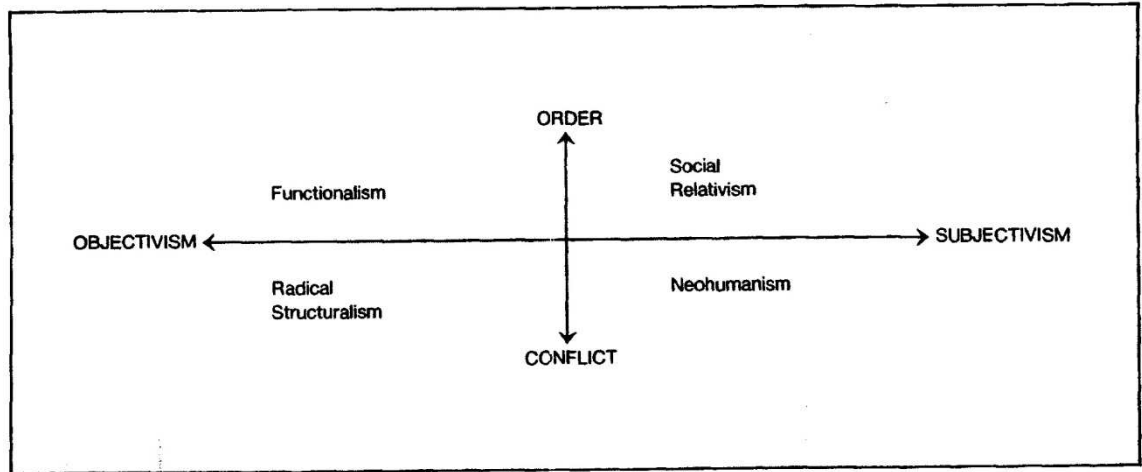 ORDER
Social
Relativism
Functionalism
OBJECTIVISM
SUBJECTIVISM
Radical
Structuralism
Neohumanism
CONFLICT